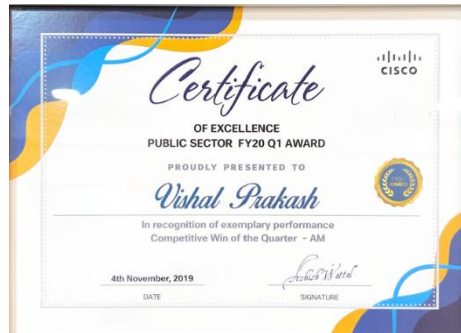 CISCO
Certificate
OF EXCELLENCE
PUBLIC SECTOR FY20 Q1 AWARD
PROUDLY PRESENTED TO
Vishal Prakash
In recognition of exemplary performance
Competitive Win of the Quarter - AM
4th November, 2019
DATE
SIGNATURE